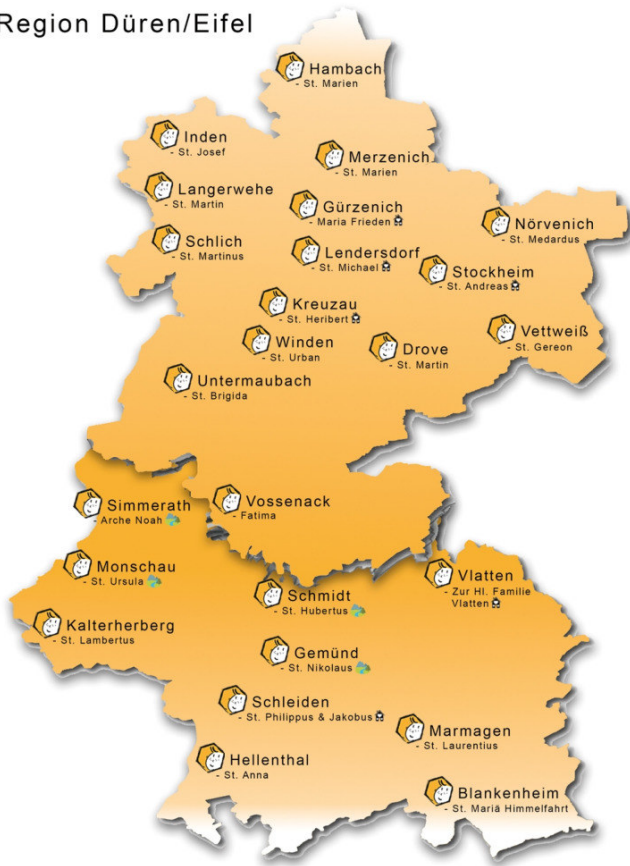 Region Düren/Eifel
Hambach
- St. Marien
Inden
- St. Josef
Merzenich
- St. Marien
Langerwehe
- St. Martin
Gürzenich
- Maria Frieden
Nörvenich
- St. Medardus
Schlich
- St. Martinus
Lendersdorf
- St. Michael
Stockheim
- St. Andreas
Kreuzau
- St. Heribert
Vettweiß
- St. Gereon
Winden
- St. Urban
Drove
- St. Martin
Untermaubach
- St. Brigida
Simmerath
- Arche Noah
Vossenack
- Fatima
Monschau
- St. Ursula
Vlatten
- Zur Hl. Familie
Vlatten
Schmidt
- St. Hubertus
Kalterherberg
- St. Lambertus
Gemünd
- St. Nikolaus
Schleiden
- St. Philippus & Jakobus
Marmagen
- St. Laurentius
Hellenthal
- St. Anna
Blankenheim
- St. Mariä Himmelfahrt